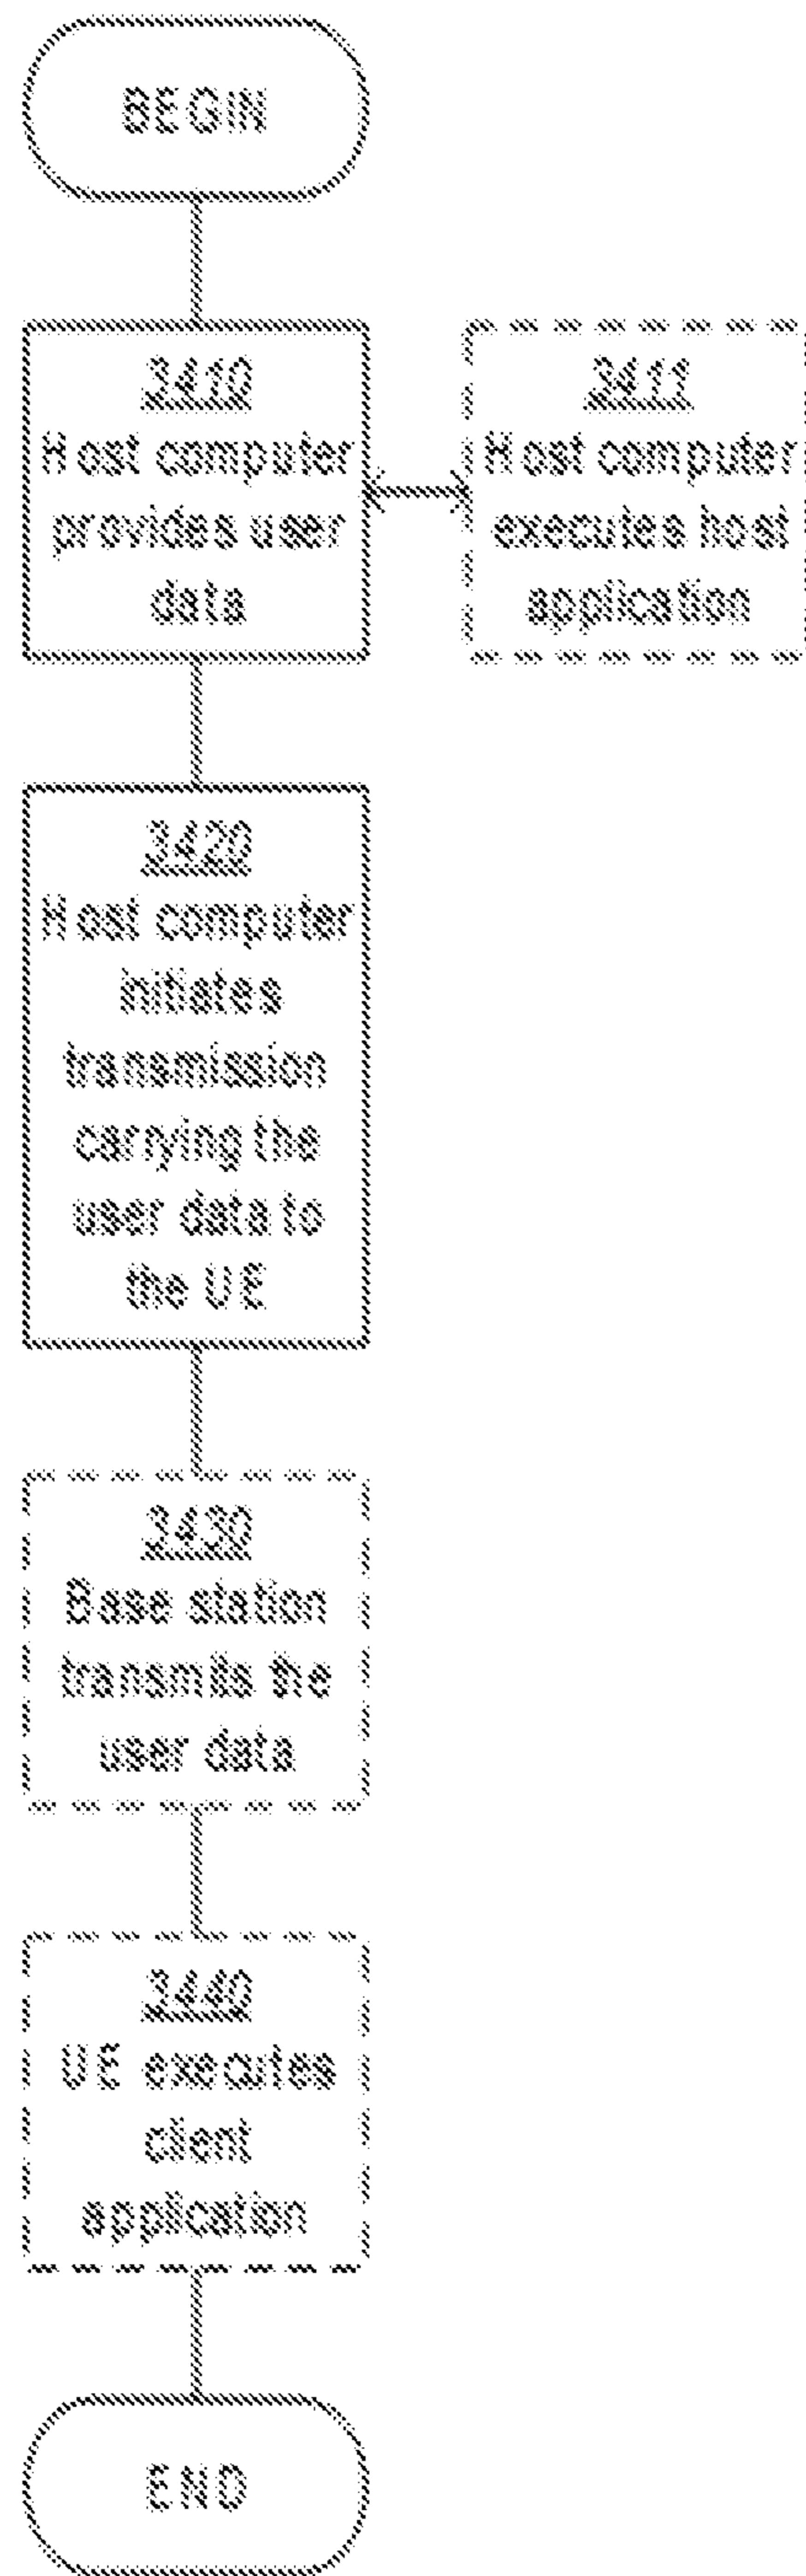 BEGIN
3410
Host computer
provides user
data
3411
Host computer
executes host
application
3420
Host computer
initiates
transmission
carrying the
user data to
the UE
3430
Base station
transmits the
user data
3440
UE executes
client
application
END